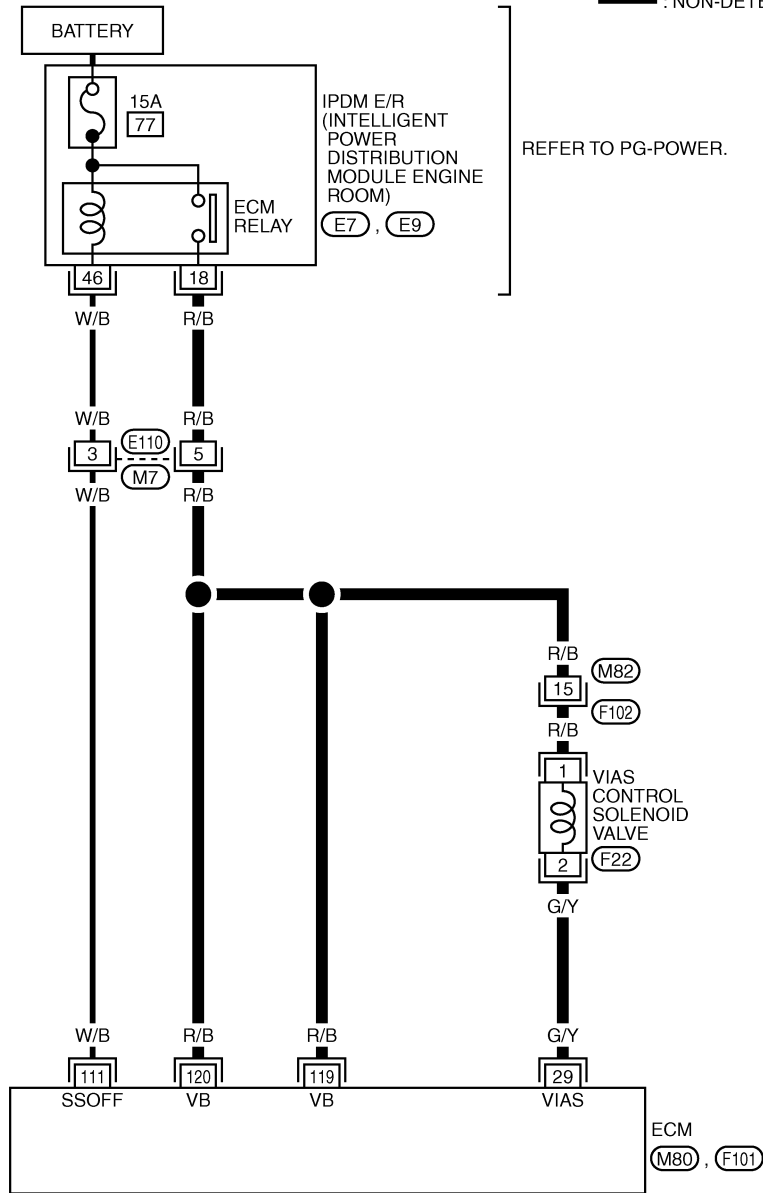 : NON-DETE
BATTERY
15A
77
IPDM E/R
(INTELLIGENT
POWER
DISTRIBUTION
MODULE ENGINE
ROOM)
E7 , E9
REFER TO PG-POWER.
ECM
RELAY
46 18
W/B R/B
W/B R/B
3 E110 5
M7
W/B R/B
R/B
15 M82
F102
R/B
1
VIAS
CONTROL
SOLENOID
VALVE
2 F22
G/Y
W/B R/B R/B G/Y
111 120 119 29
SSOFF VB VB VIAS
ECM
M80 , F101